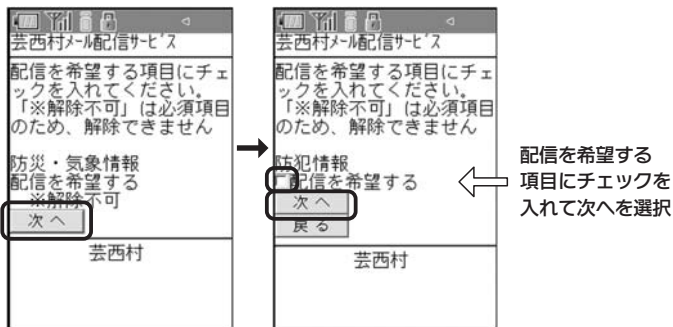 芸西村ﾒｰﾙ配信ｻｰﾋﾞｽ
配信を希望する項目にチェ
ックを入れてください。
「※解除不可」は必須項目
のため、解除できません
防災・気象情報
配信を希望する
※解除不可
次へ
芸西村
→
芸西村ﾒｰﾙ配信ｻｰﾋﾞｽ
配信を希望する項目にチェ
ックを入れてください。
「※解除不可」は必須項目
のため、解除できません
防犯情報
配信を希望する
次へ
戻る
芸西村
配信を希望する
項目にチェックを
入れて次へを選択